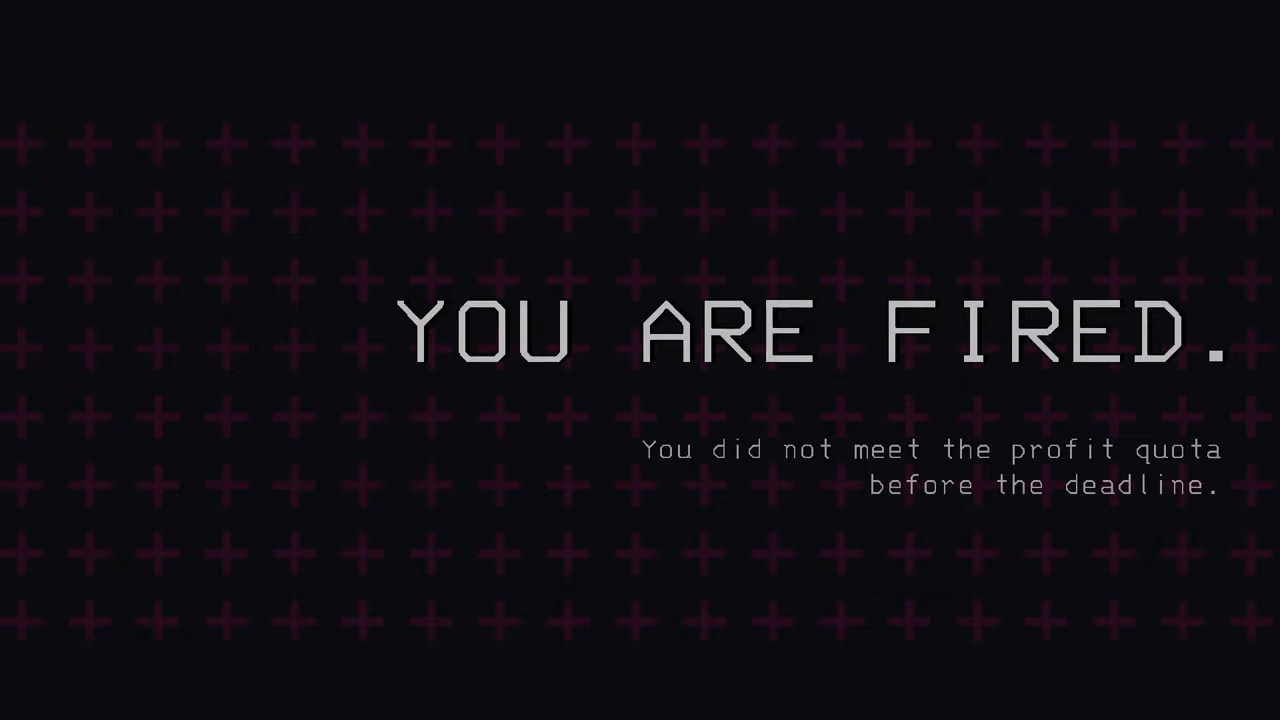 YOU ARE FIRED.
You did not meet the profit quota
before the deadline.